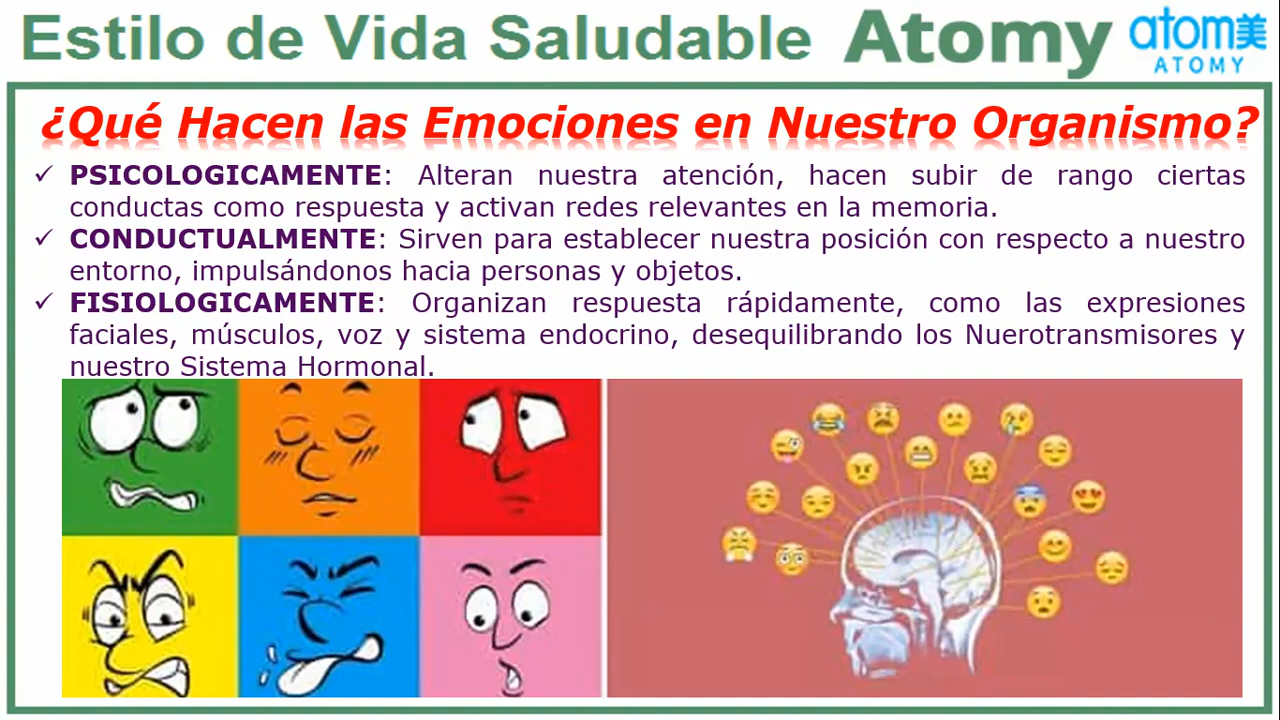 Estilo de Vida Saludable Atomy atom美
ATOMY
¿Qué Hacen las Emociones en Nuestro Organismo?
✓ PSICOLOGICAMENTE: Alteran nuestra atención, hacen subir de rango ciertas
conductas como respuesta y activan redes relevantes en la memoria.
✓ CONDUCTUALMENTE: Sirven para establecer nuestra posición con respecto a nuestro
entorno, impulsándonos hacia personas y objetos.
✓ FISIOLOGICAMENTE: Organizan respuesta rápidamente, como las expresiones
faciales, músculos, voz y sistema endocrino, desequilibrando los Nuerotransmisores y
nuestro Sistema Hormonal.